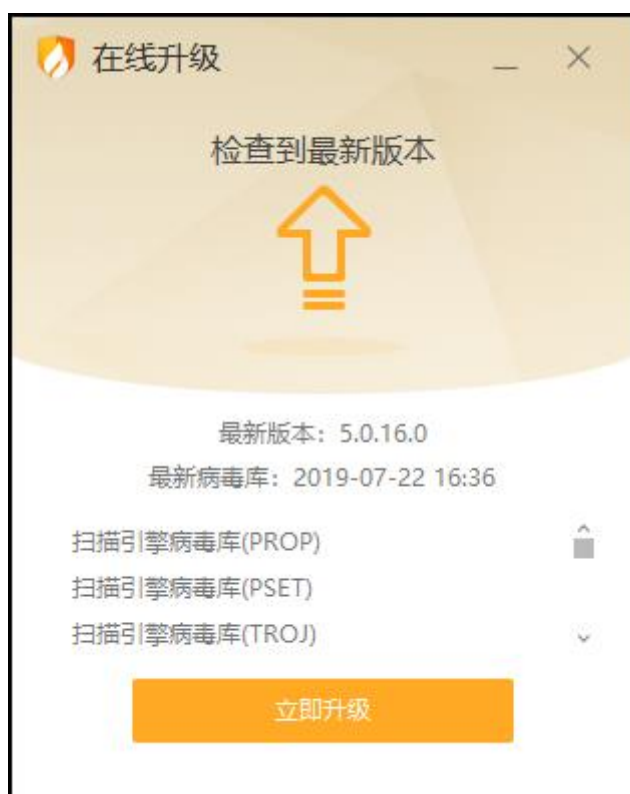 在线升级
检查到最新版本
最新版本：5.0.16.0
最新病毒库：2019-07-22 16:36
扫描引擎病毒库(PROP)
扫描引擎病毒库(PSET)
扫描引擎病毒库(TROJ)
立即升级